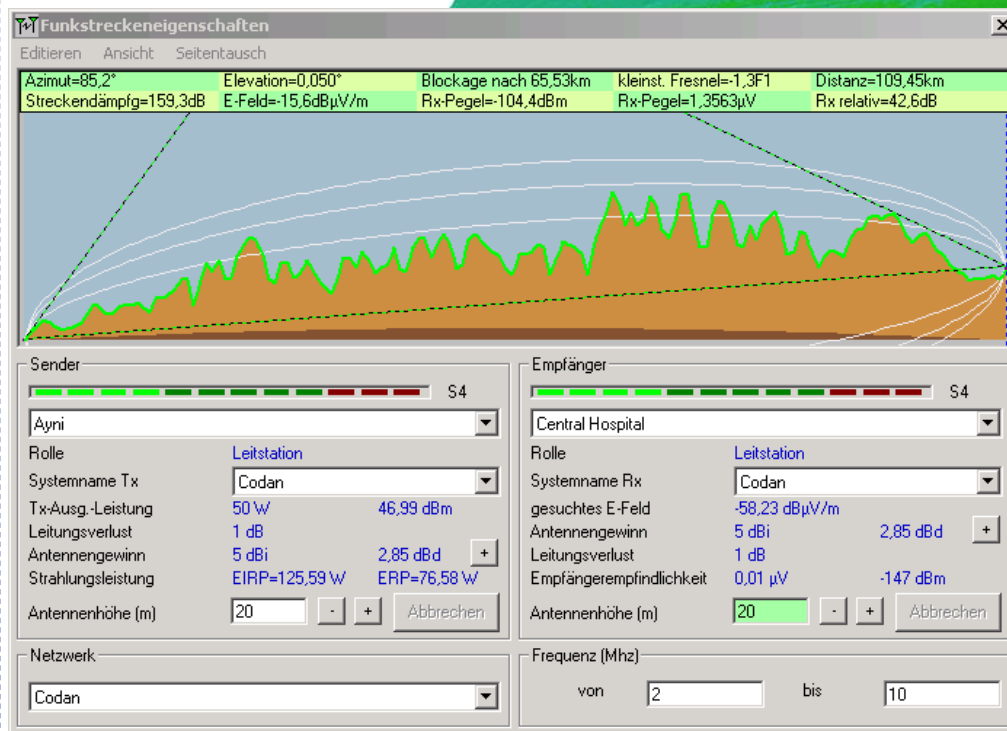 Funkstreckeneigenschaften
Editieren Ansicht Seitentausch
Azimut=85,2° Elevation=0,050° Blockage nach 65,53km kleinst. Fresnel=-1,3F1 Distanz=109,45km
Streckendämpfg=159,3dB E-Feld=-15,6dBµV/m Rx-Pegel=-104,4dBm Rx-Pegel=1,3563µV Rx relativ=42,6dB
Sender
S4
Ayni
Rolle Leitstation
Systemname Tx Codan
Tx-Ausg.-Leistung 50 W 46,99 dBm
Leitungsverlust 1 dB
Antennengewinn 5 dBi 2,85 dBd +
Strahlungsleistung EIRP=125,59 W ERP=76,58 W
Antennenhöhe (m) 20 - + Abbrechen
Netzwerk
Codan
Empfänger
S4
Central Hospital
Rolle Leitstation
Systemname Rx Codan
gesuchtes E-Feld -58,23 dBµV/m
Antennengewinn 5 dBi 2,85 dBd +
Leitungsverlust 1 dB
Empfängerempfindlichkeit 0,01 µV -147 dBm
Antennenhöhe (m) 20 - + Abbrechen
Frequenz (Mhz)
von 2 bis 10